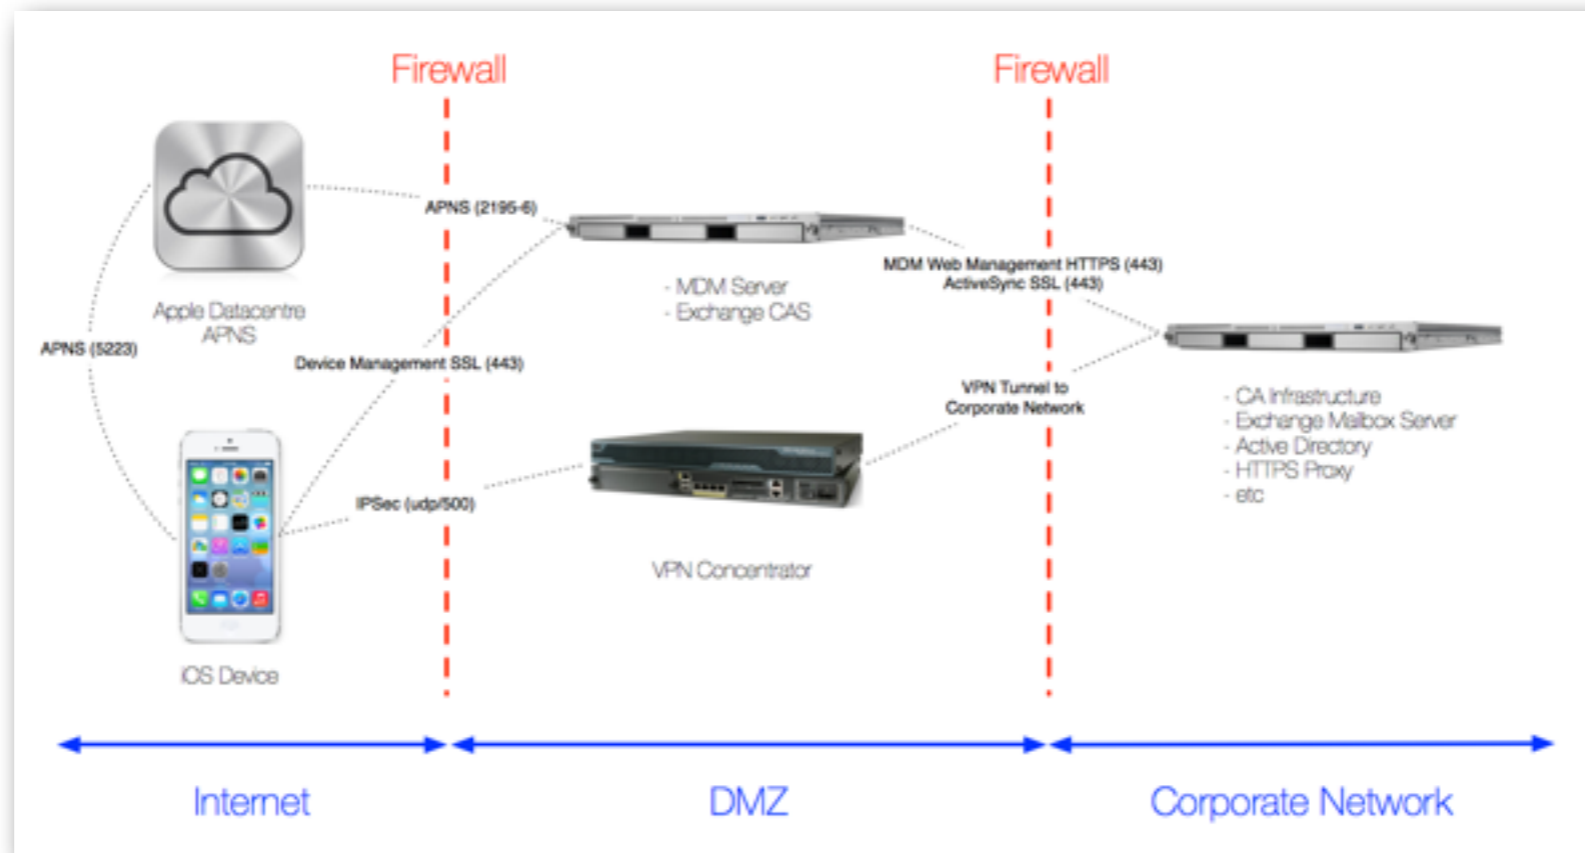 Firewall
Firewall
APNS (2195-6)
MDM Web Management HTTPS (443)
ActiveSync SSL (443)
- MDM Server
- Exchange CAS
Apple Datacentre
APNS
APNS (5223)
Device Management SSL (443)
VPN Tunnel to
Corporate Network
- CA Infrastructure
- Exchange Mailbox Server
- Active Directory
- HTTPS Proxy
- etc
IPSec (udp/500)
VPN Concentrator
iOS Device
Internet
DMZ
Corporate Network